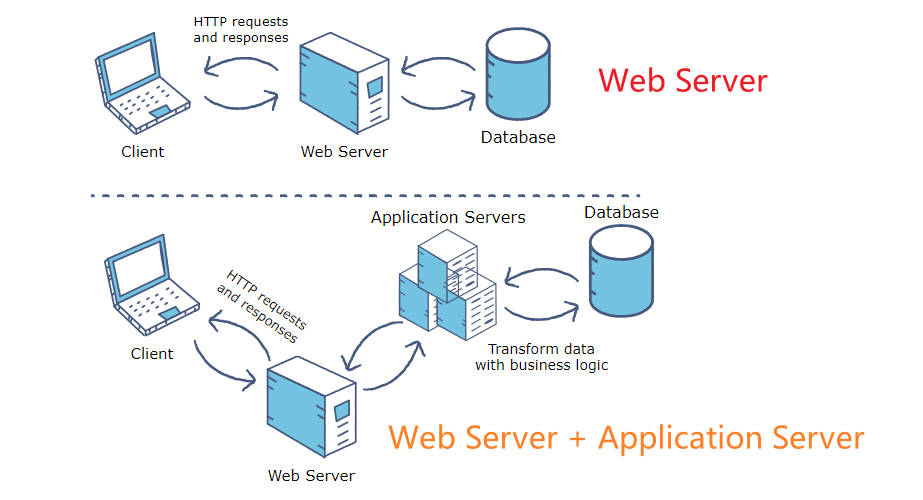 HTTP requests
and responses
Web Server
Client
Web Server
Database
Application Servers
Database
HTTP requests
and responses
Client
Transform data
with business logic
Web Server + Application Server
Web Server